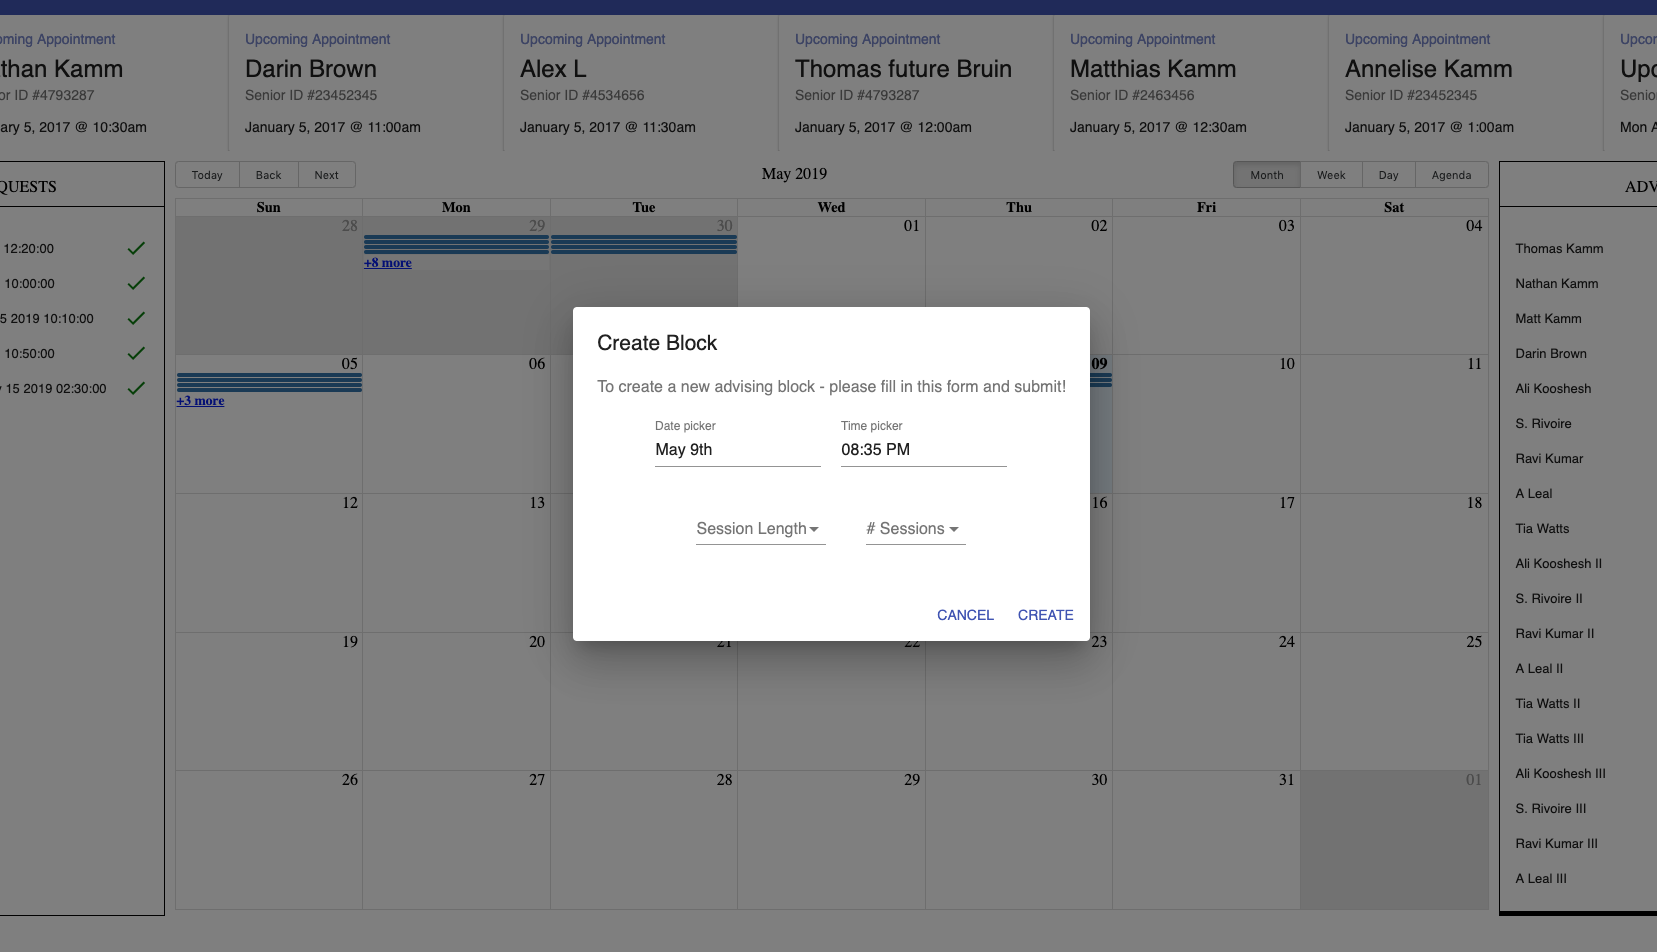 oming Appointment
than Kamm
or ID #4793287
ary 5, 2017 @ 10:30am
Upcoming Appointment
Darin Brown
Senior ID #23452345
January 5, 2017 @ 11:00am
Upcoming Appointment
Alex L
Senior ID #4534656
January 5, 2017 @ 11:30am
Upcoming Appointment
Thomas future Bruin
Senior ID #4793287
January 5, 2017 @ 12:00am
Upcoming Appointment
Matthias Kamm
Senior ID #2463456
January 5, 2017 @ 12:30am
Upcoming Appointment
Annelise Kamm
Senior ID #23452345
January 5, 2017 @ 1:00am
Upcor
Upc
Senio
Mon A
QUESTS
12:20:00
10:00:00
5 2019 10:10:00
10:50:00
15 2019 02:30:00
Today Back Next
May 2019
Month Week Day Agenda
Sun Mon Tue Wed Thu Fri Sat
28 29 30 01 02 03 04
+8 more
05 06 09 10 11
+3 more
12 13 16 17 18
19 20 21 22 23 24 25
26 27 28 29 30 31 01
Create Block
To create a new advising block - please fill in this form and submit!
Date picker Time picker
May 9th 08:35 PM
Session Length # Sessions
CANCEL CREATE
ADV
Thomas Kamm
Nathan Kamm
Matt Kamm
Darin Brown
Ali Kooshesh
S. Rivoire
Ravi Kumar
A Leal
Tia Watts
Ali Kooshesh II
S. Rivoire II
Ravi Kumar II
A Leal II
Tia Watts II
Tia Watts III
Ali Kooshesh III
S. Rivoire III
Ravi Kumar III
A Leal III